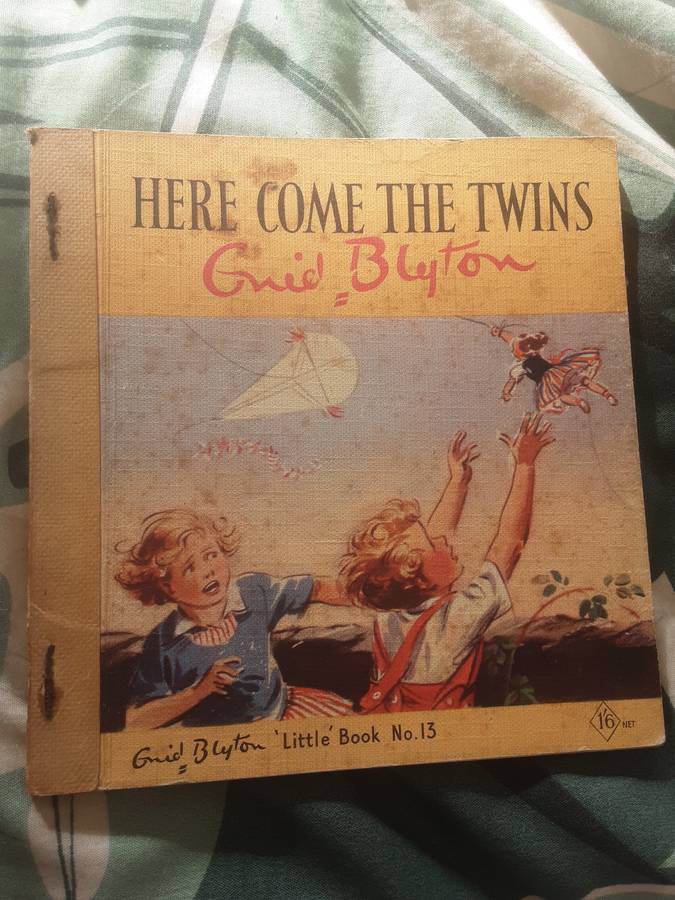 HERE COME THE TWINS
Enid Blyton
Enid Blyton 'Little' Book No.13
1'6 NET